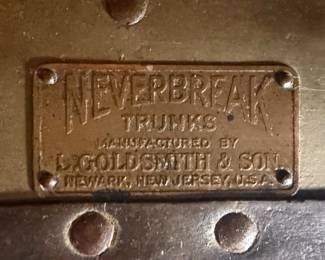 NEVERBREAK
TRUNKS
MANUFACTURED BY
L. GOLDSMITH & SON.
NEWARK, NEW JERSEY, U.S.A.